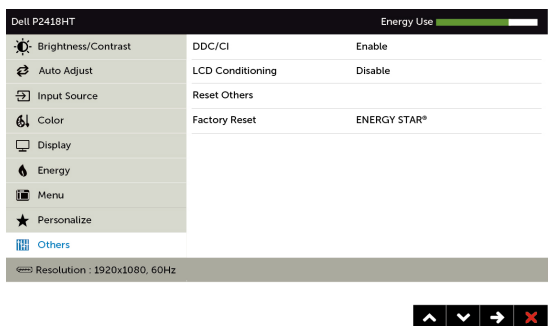 Dell P2418HT Energy Use
Brightness/Contrast DDC/CI Enable
Auto Adjust LCD Conditioning Disable
Input Source Reset Others
Color Factory Reset ENERGY STAR®
Display
Energy
Menu
Personalize
Others
Resolution : 1920x1080, 60Hz